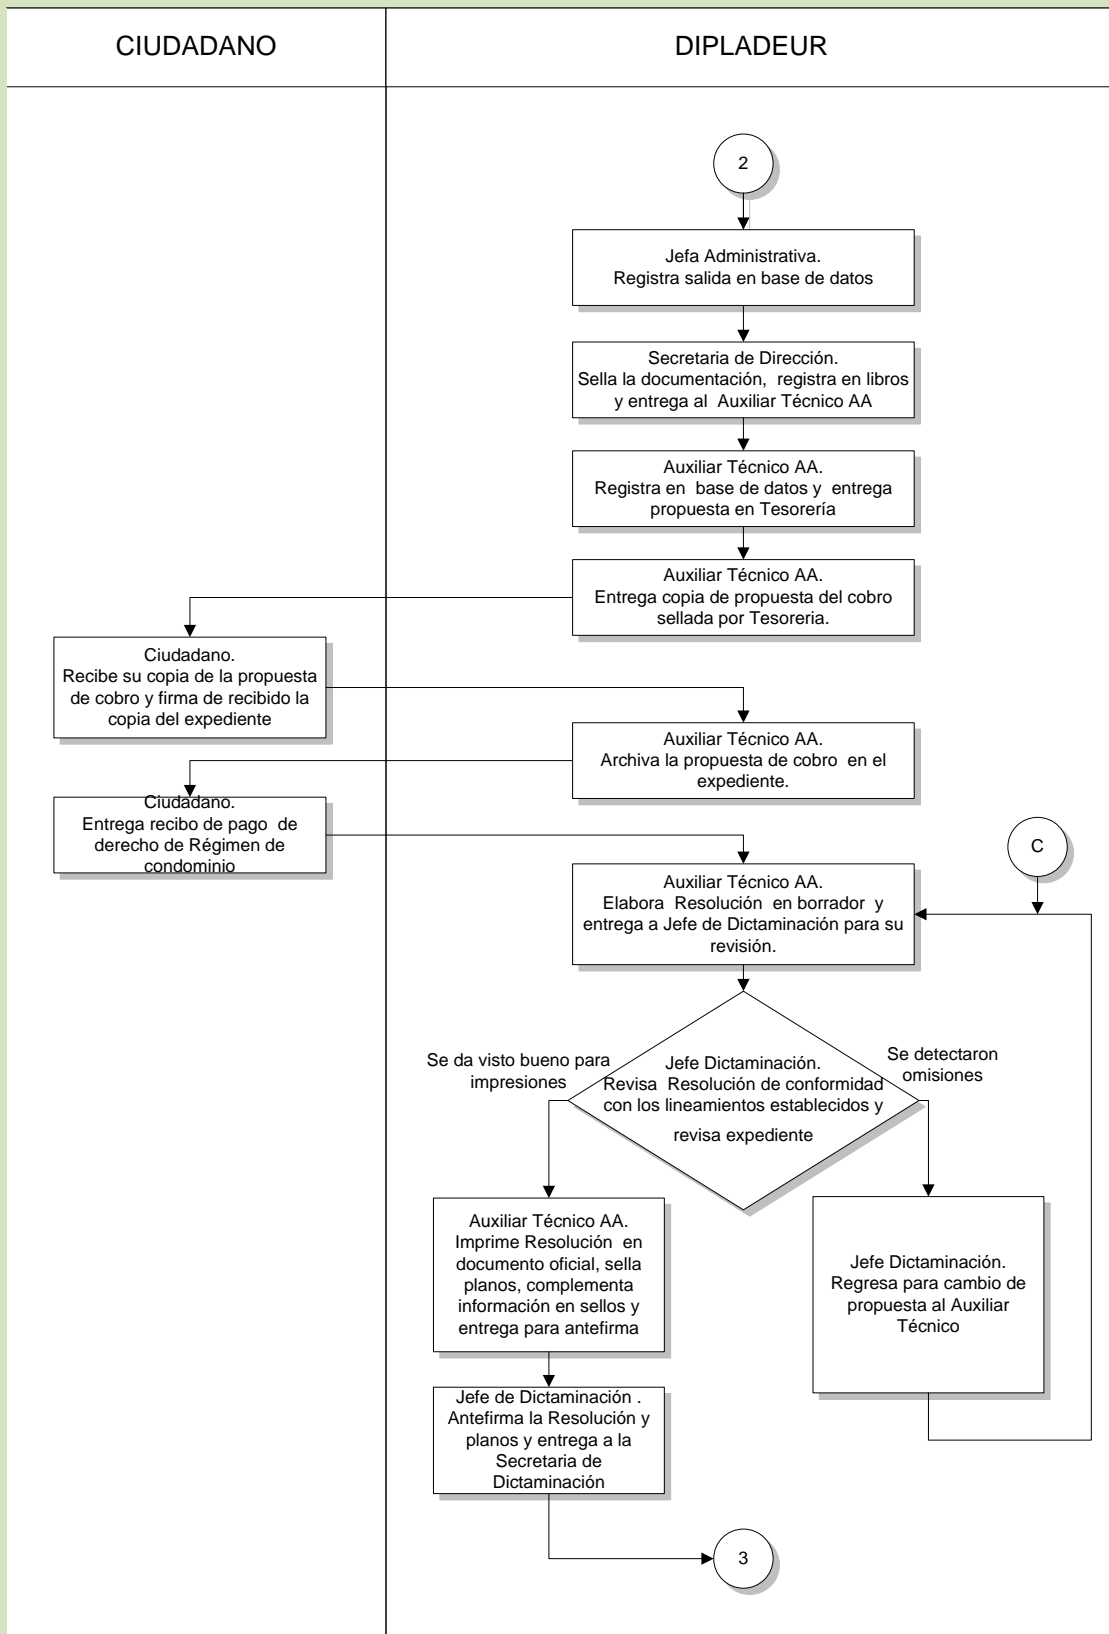 CIUDADANO
DIPLADEUR
2
Jefa Administrativa.
Registra salida en base de datos
Secretaria de Dirección.
Sella la documentación, registra en libros
y entrega al Auxiliar Técnico AA
Auxiliar Técnico AA.
Registra en base de datos y entrega
propuesta en Tesorería
Auxiliar Técnico AA.
Entrega copia de propuesta del cobro
sellada por Tesoreria.
Ciudadano.
Recibe su copia de la propuesta
de cobro y firma de recibido la
copia del expediente
Auxiliar Técnico AA.
Archiva la propuesta de cobro en el
expediente.
Ciudadano.
Entrega recibo de pago de
derecho de Régimen de
condominio
C
Auxiliar Técnico AA.
Elabora Resolución en borrador y
entrega a Jefe de Dictaminación para su
revisión.
Se da visto bueno para
impresiones
Jefe Dictaminación.
Revisa Resolución de conformidad
con los lineamientos establecidos y
revisa expediente
Se detectaron
omisiones
Auxiliar Técnico AA.
Imprime Resolución en
documento oficial, sella
planos, complementa
información en sellos y
entrega para antefirma
Jefe Dictaminación.
Regresa para cambio de
propuesta al Auxiliar
Técnico
Jefe de Dictaminación .
Antefirma la Resolución y
planos y entrega a la
Secretaria de
Dictaminación
3